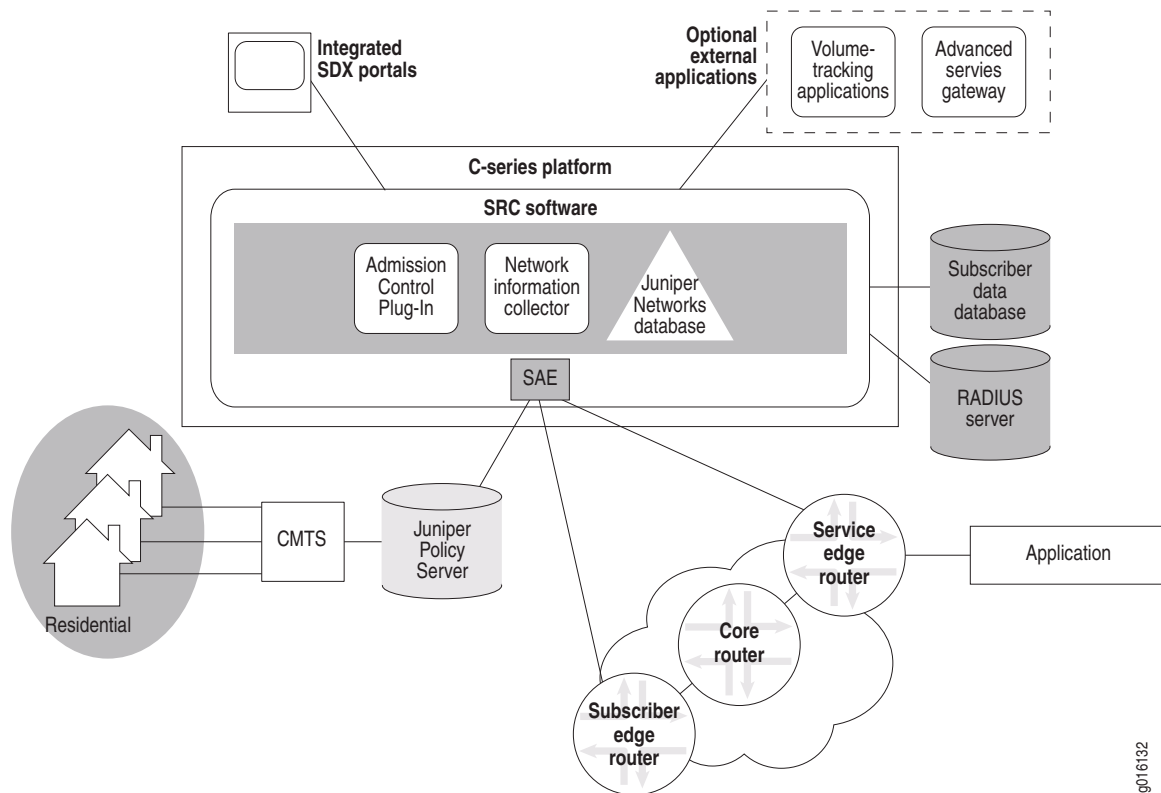 Integrated
SDX portals
Optional
external
applications
Volume-
tracking
applications
Advanced
servies
gateway
C-series platform
SRC software
Admission
Control
Plug-In
Network
information
collector
Juniper
Networks
database
Subscriber
data
database
SAE
RADIUS
server
CMTS
Juniper
Policy
Server
Residential
Service
edge
router
Application
Core
router
Subscriber
edge
router
g016132